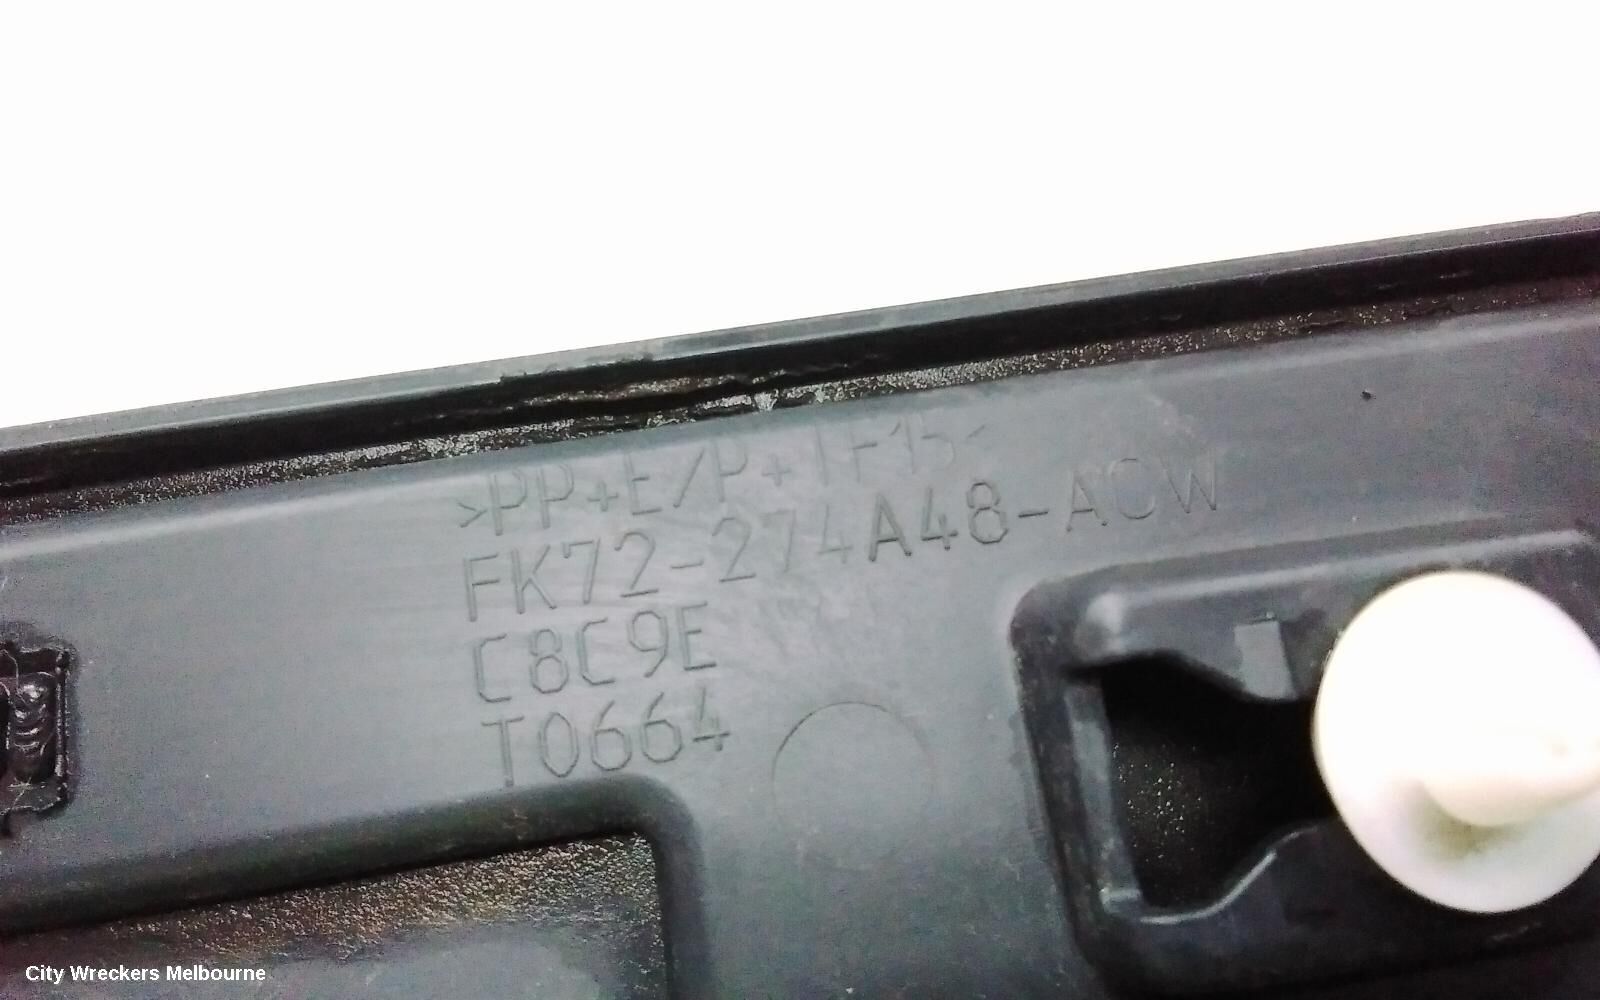 >PP+E/P+TF15<
FK72-274A48-ACW
C8C9E
T0664
City Wreckers Melbourne